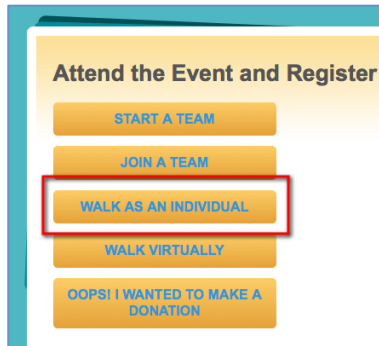 Attend the Event and Register
START A TEAM
JOIN A TEAM
WALK AS AN INDIVIDUAL
WALK VIRTUALLY
OOPS! I WANTED TO MAKE A
DONATION